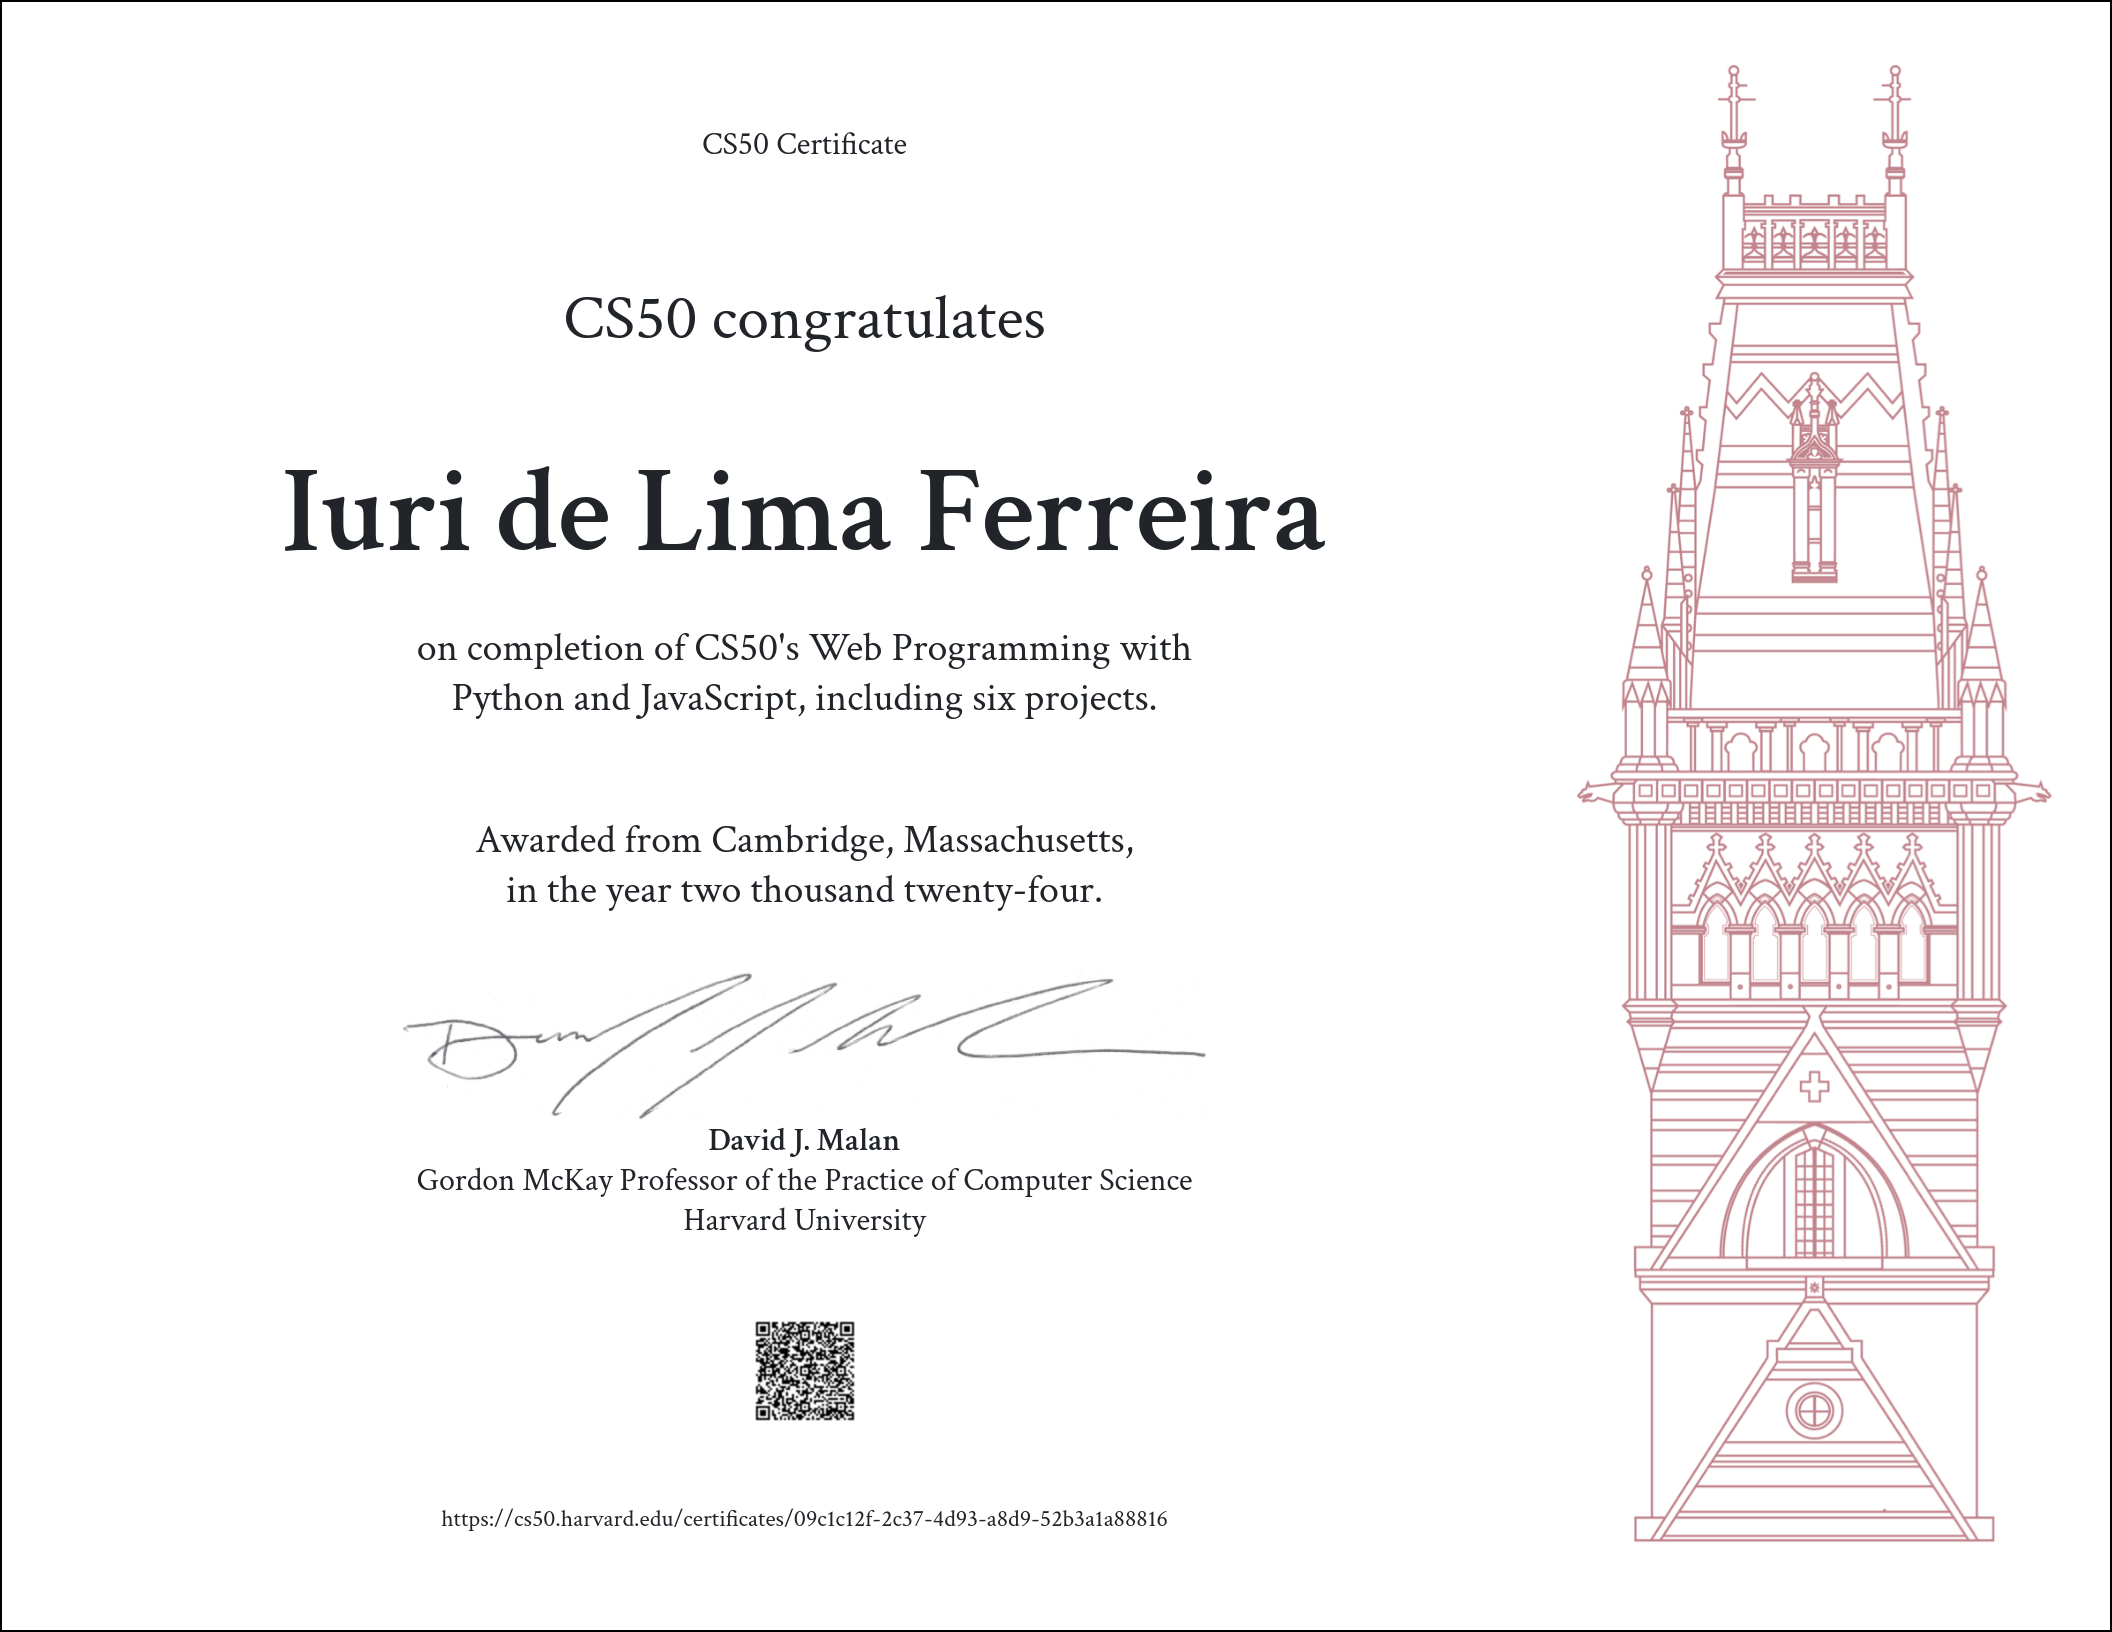 CS50 Certificate
CS50 congratulates
Iuri de Lima Ferreira
on completion of CS50's Web Programming with
Python and JavaScript, including six projects.
Awarded from Cambridge, Massachusetts,
in the year two thousand twenty-four.
David J. Malan
Gordon McKay Professor of the Practice of Computer Science
Harvard University
https://cs50.harvard.edu/certificates/09c1c12f-2c37-4d93-a8d9-52b3a1a88816